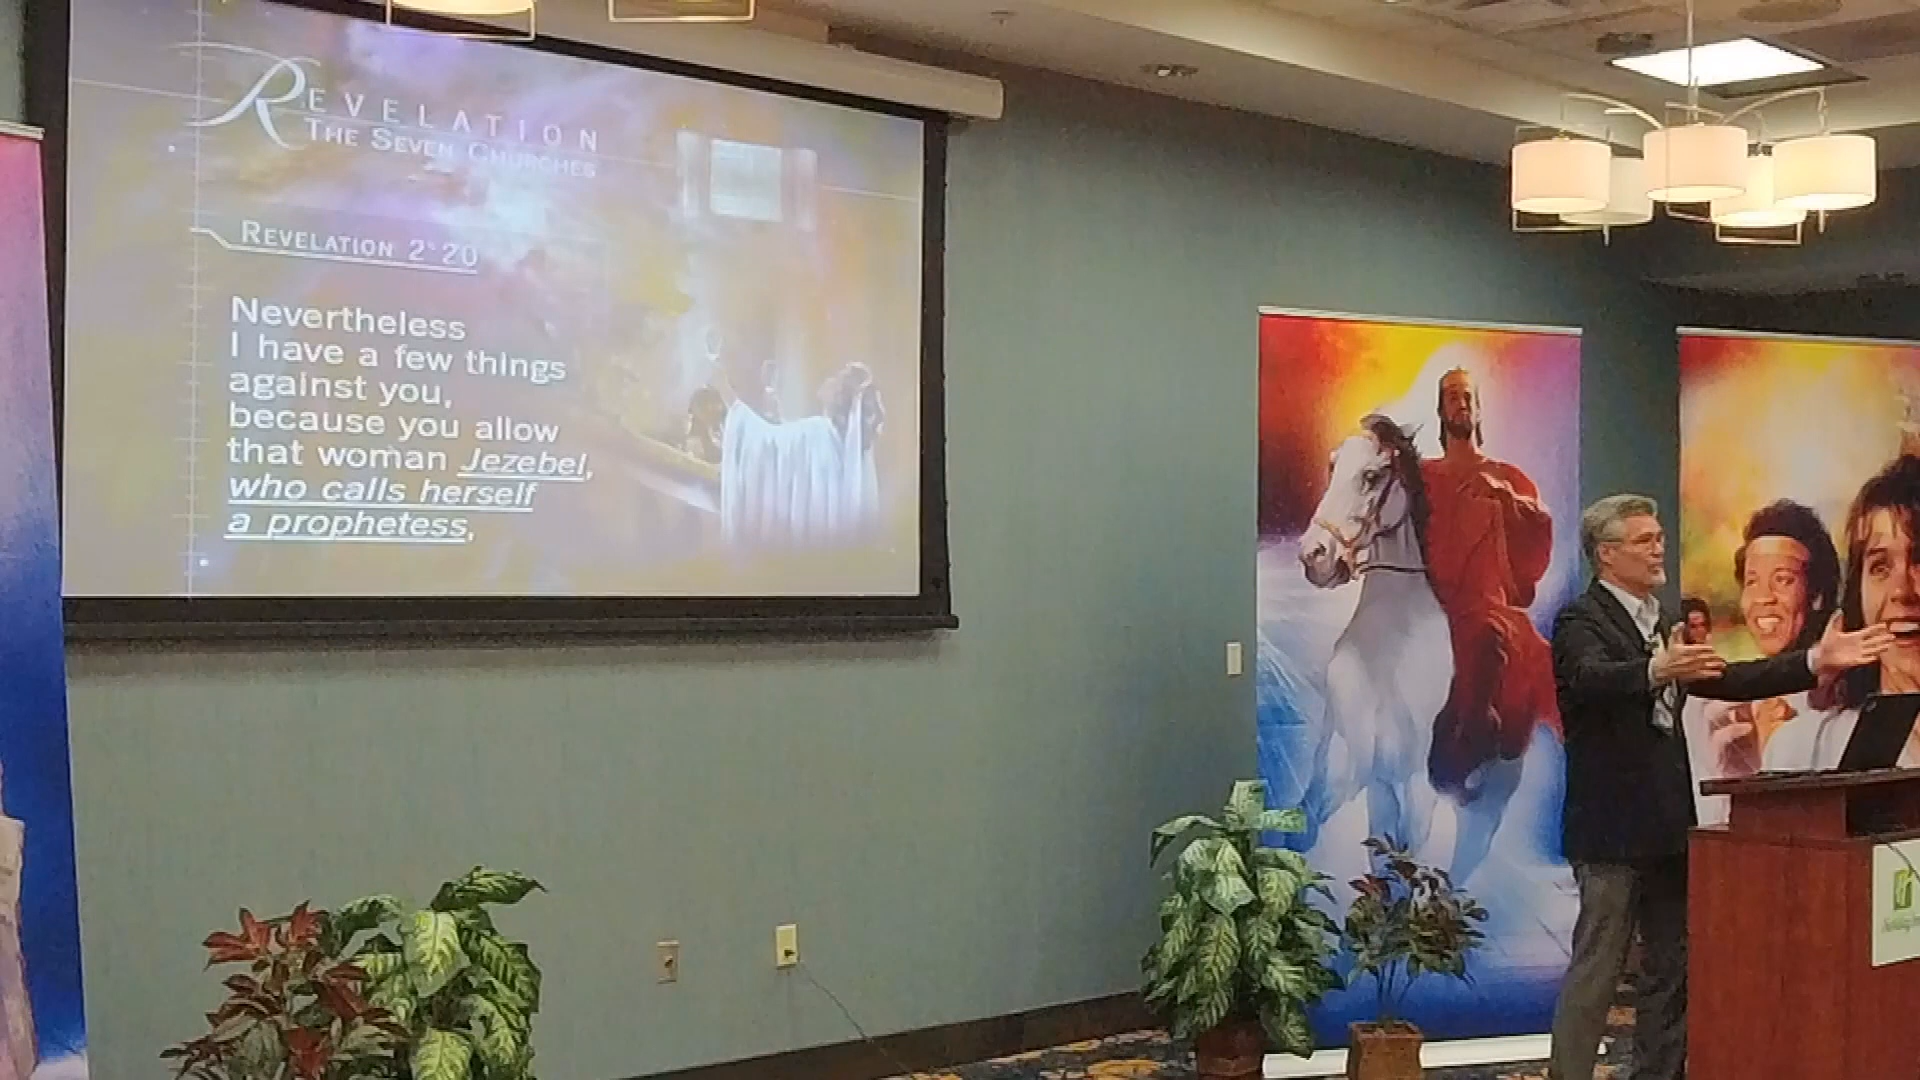 REVELATION
THE SEVEN CHURCHES
REVELATION 2:20
Nevertheless
I have a few things
against you,
because you allow
that woman Jezebel,
who calls herself
a prophetess,